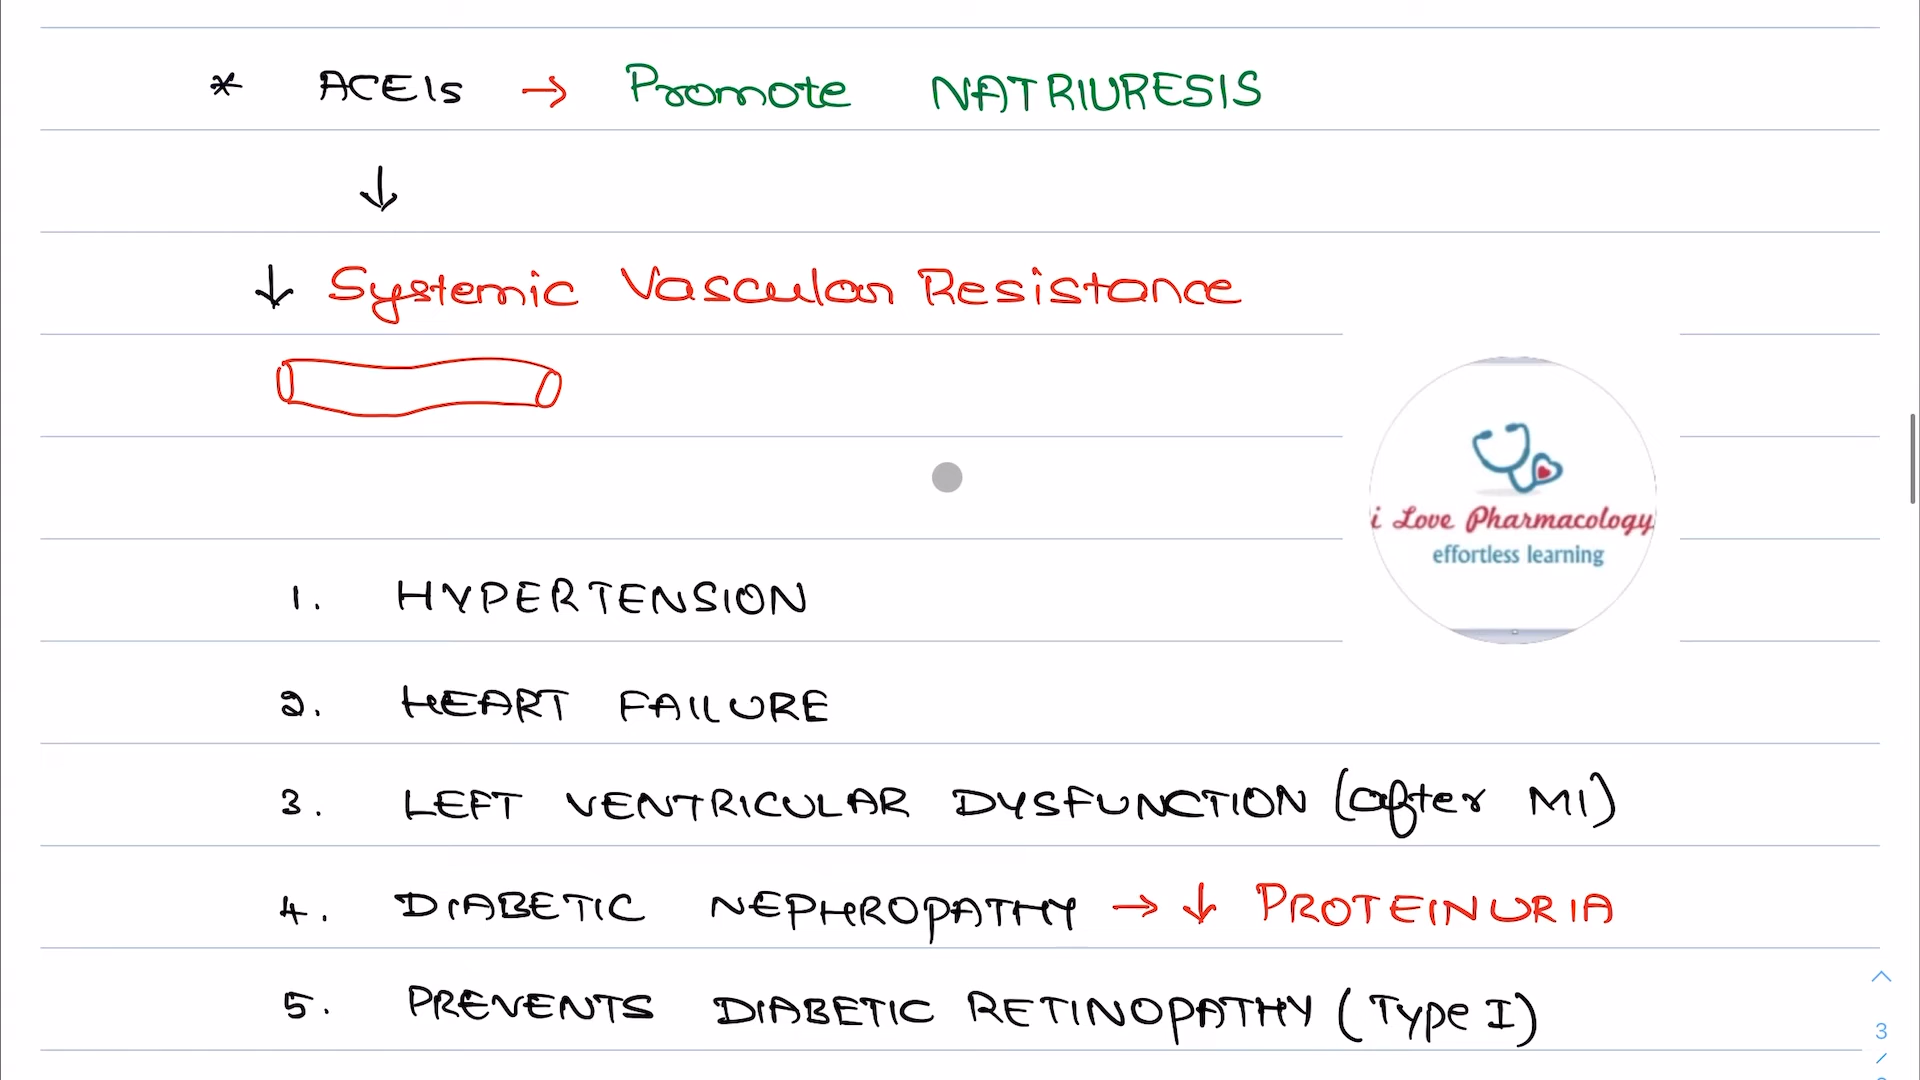 * ACEIs → Promote NATRIURESIS
↓
↓ Systemic Vascular Resistance
i Love Pharmacology
effortless learning
1. HYPERTENSION
2. HEART FAILURE
3. LEFT VENTRICULAR DYSFUNCTION (after MI)
4. DIABETIC NEPHROPATHY → ↓ PROTEINURIA
5. PREVENTS DIABETIC RETINOPATHY (Type I)
3
/